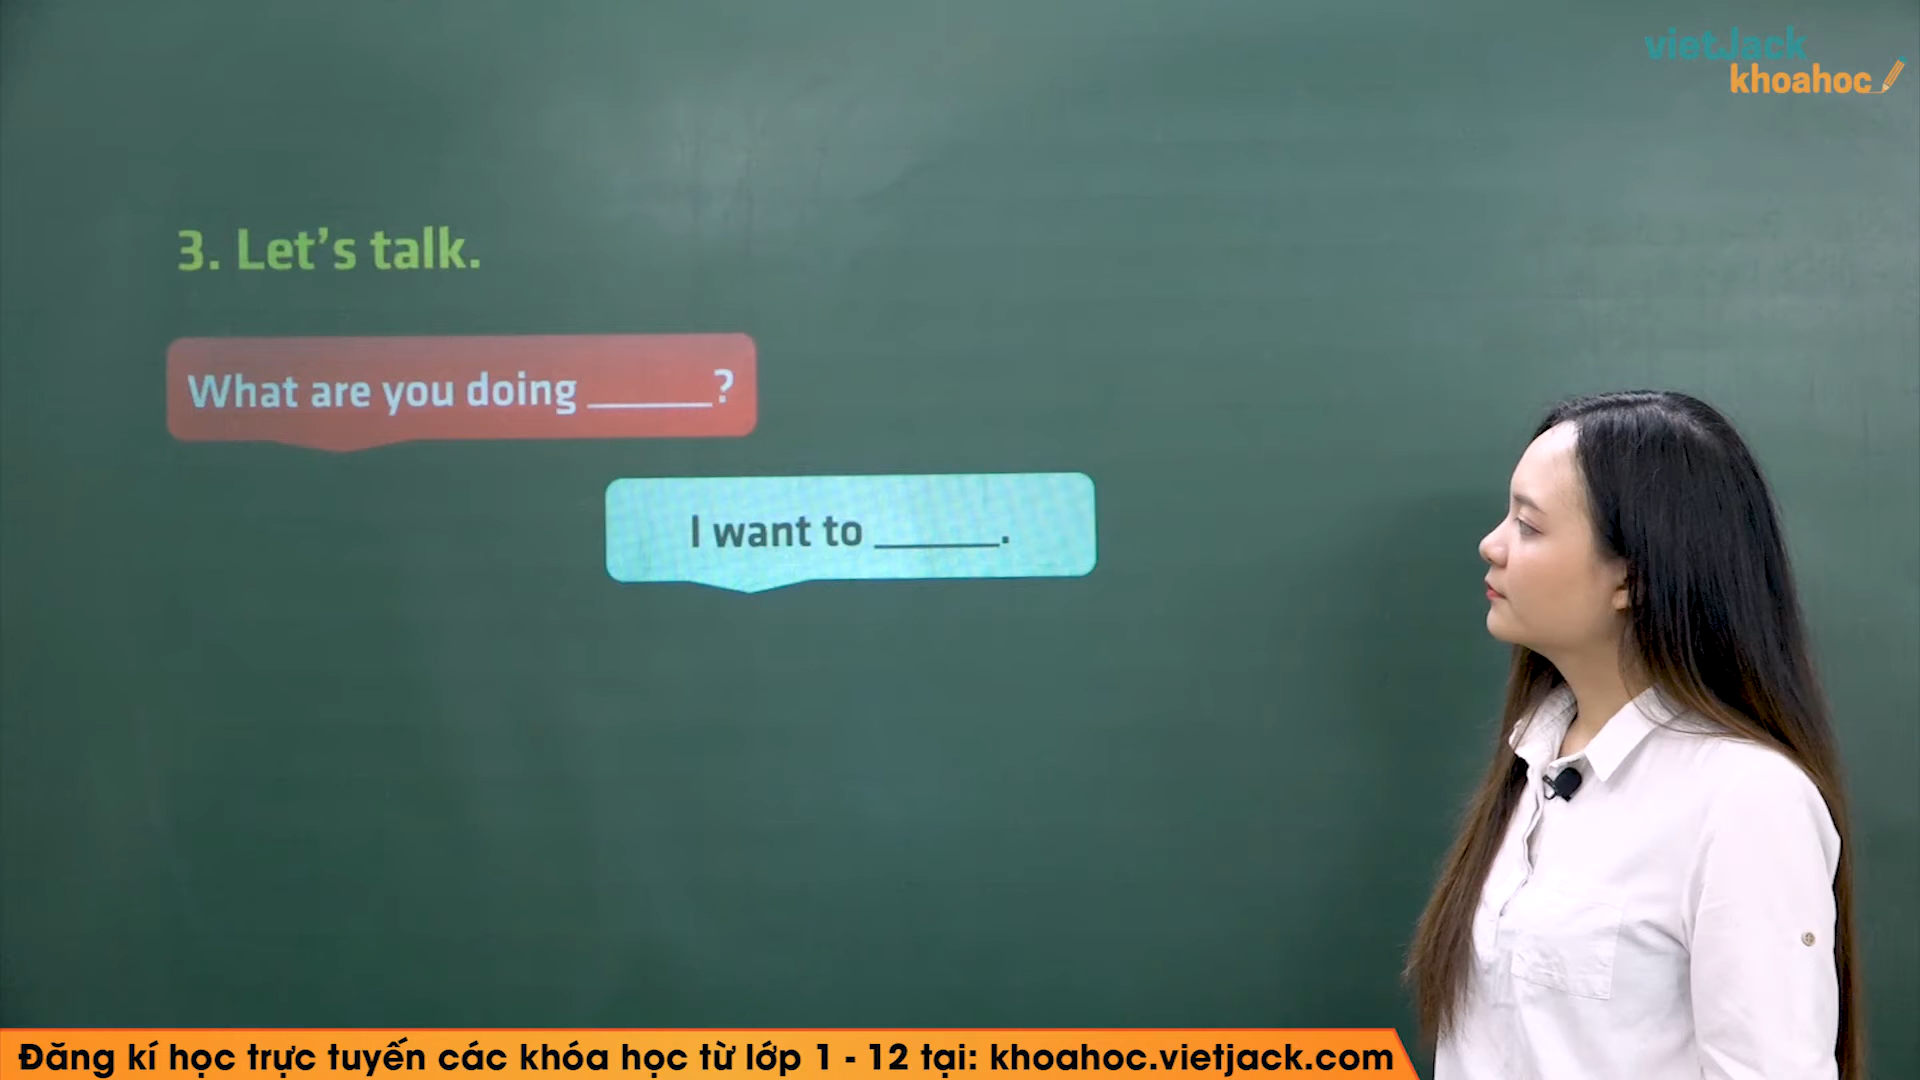 vietJack
khoahoc
3. Let's talk.
What are you doing ______?
I want to ______.
Đăng kí học trực tuyến các khóa học từ lớp 1 - 12 tại: khoahoc.vietjack.com